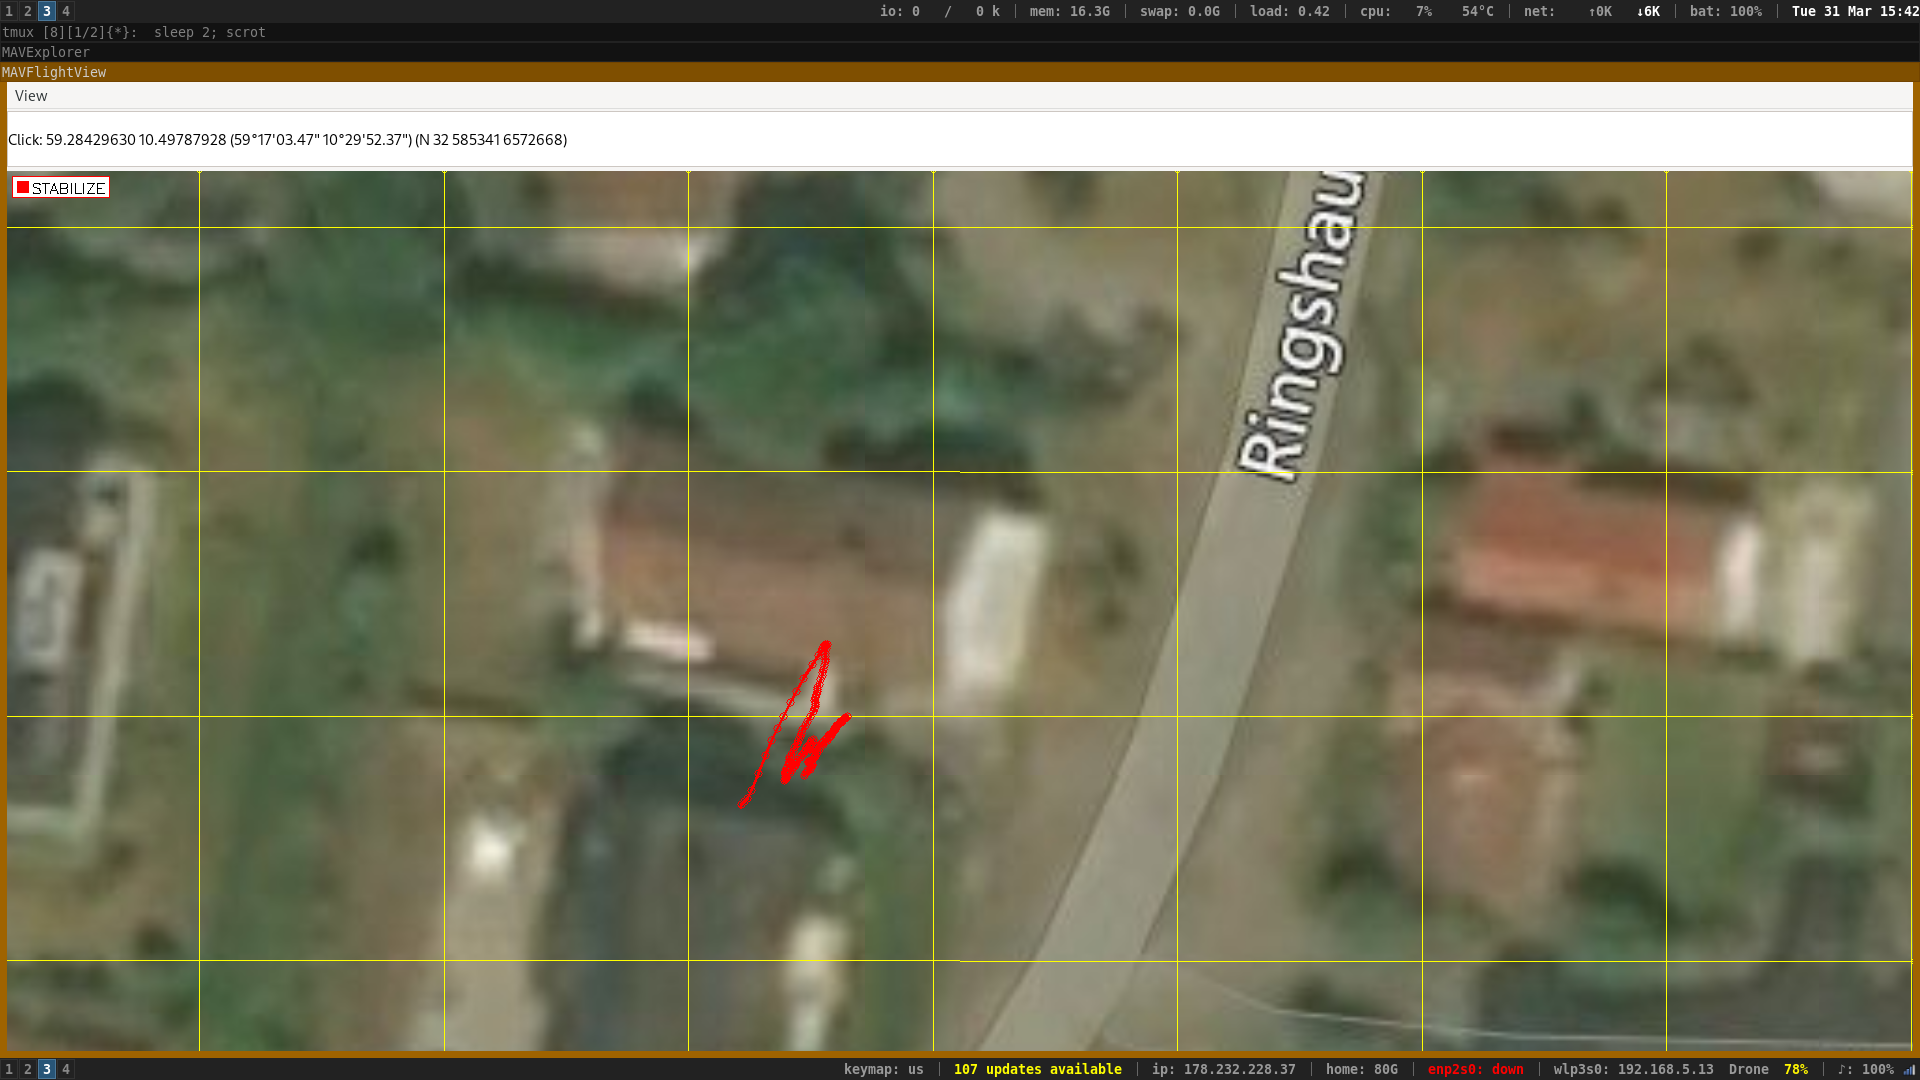 1 2 3 4 io: 0 / 0 k mem: 16.3G swap: 0.0G load: 0.42 cpu: 7% 54°C net: ↑0K ↓6K bat: 100% Tue 31 Mar 15:42
tmux [8][1/2]{*}: sleep 2; scrot
MAVExplorer
MAVFlightView
View
Click: 59.28429630 10.49787928 (59°17'03.47" 10°29'52.37") (N 32 585341 6572668)
STABILIZE
Ringshau
1 2 3 4 keymap: us 107 updates available ip: 178.232.228.37 home: 80G enp2s0: down wlp3s0: 192.168.5.13 Drone 78% ♪: 100%